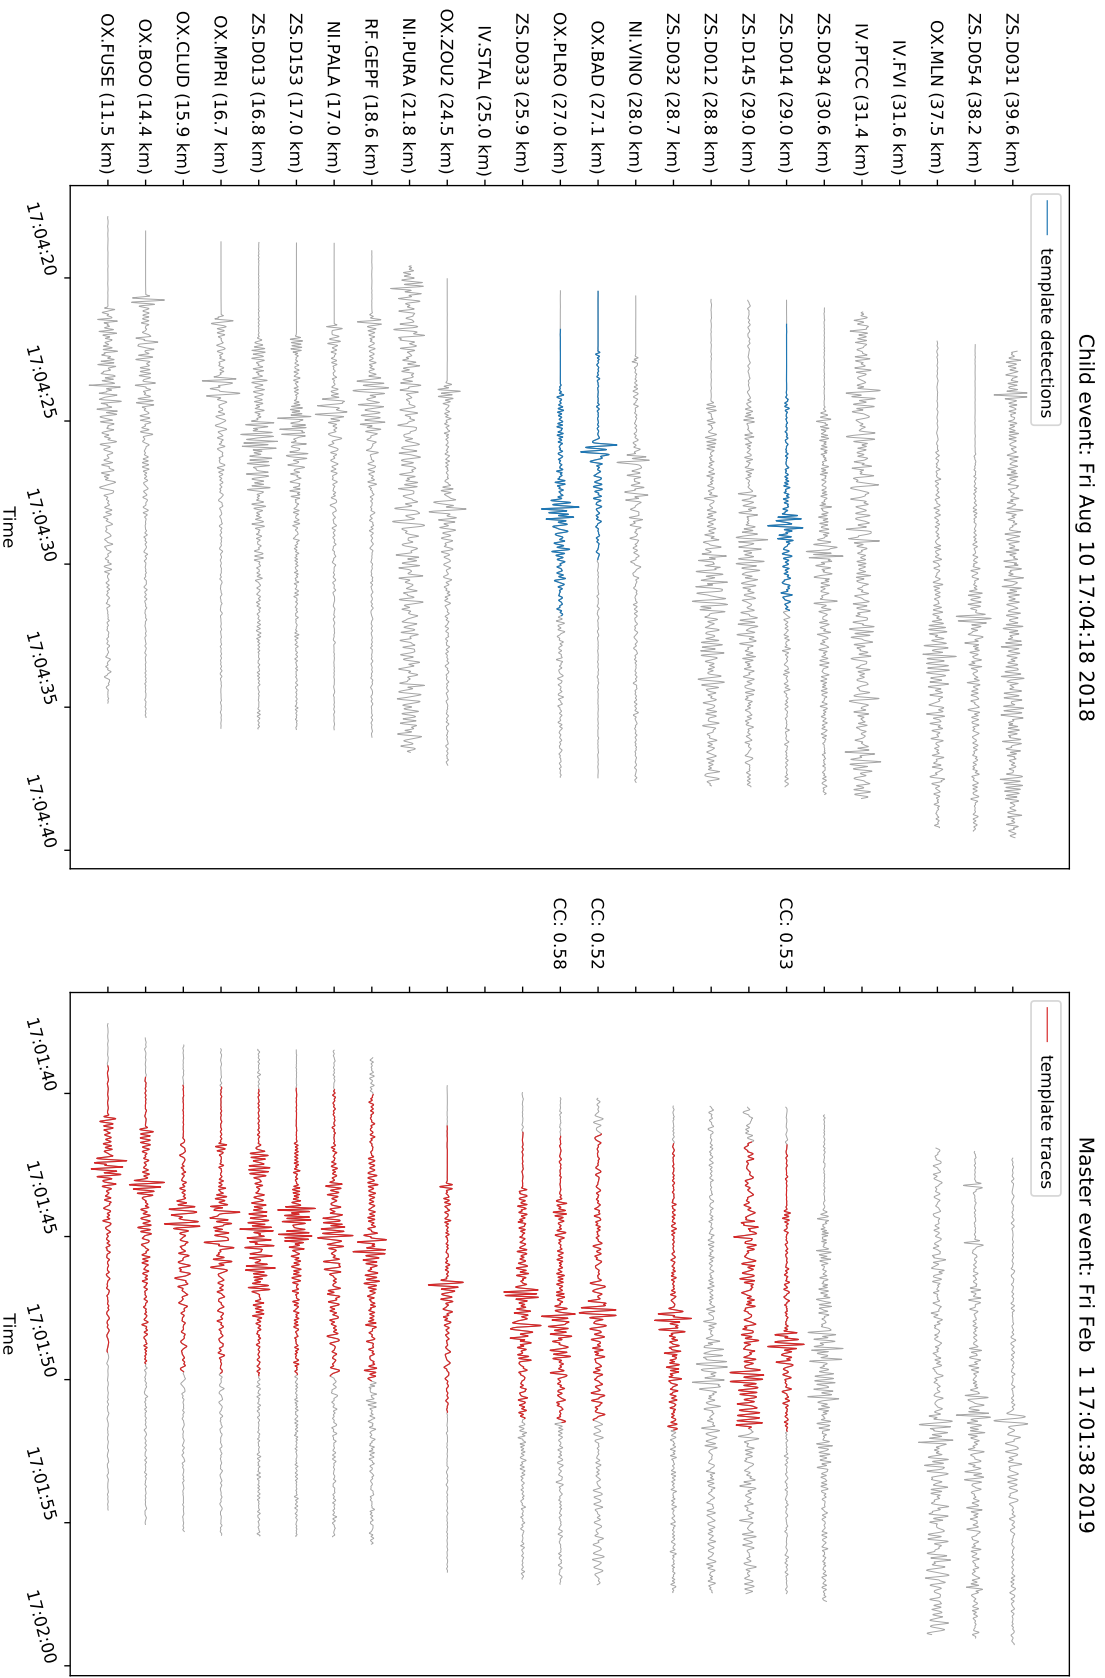 Child event: Fri Aug 10 17:04:18 2018
template detections
ZS.D031 (39.6 km)
ZS.D054 (38.2 km)
OX.MLN (37.5 km)
IV.FVI (31.6 km)
IV.PTCC (31.4 km)
ZS.D034 (30.6 km)
ZS.D014 (29.0 km)
ZS.D145 (29.0 km)
ZS.D012 (28.8 km)
ZS.D032 (28.7 km)
NI.VINO (28.0 km)
OX.BAD (27.1 km)
OX.PLRO (27.0 km)
ZS.D033 (25.9 km)
IV.STAL (25.0 km)
OX.ZOU2 (24.5 km)
NI.PURA (21.8 km)
RF.GEPF (18.6 km)
NI.PALA (17.0 km)
ZS.D153 (17.0 km)
ZS.D013 (16.8 km)
OX.MPRI (16.7 km)
OX.CLUD (15.9 km)
OX.BOO (14.4 km)
OX.FUSE (11.5 km)
17:04:20
17:04:25
17:04:30
17:04:35
17:04:40
Time
Master event: Fri Feb  1 17:01:38 2019
template traces
CC: 0.53
CC: 0.52
CC: 0.58
17:01:40
17:01:45
17:01:50
17:01:55
17:02:00
Time